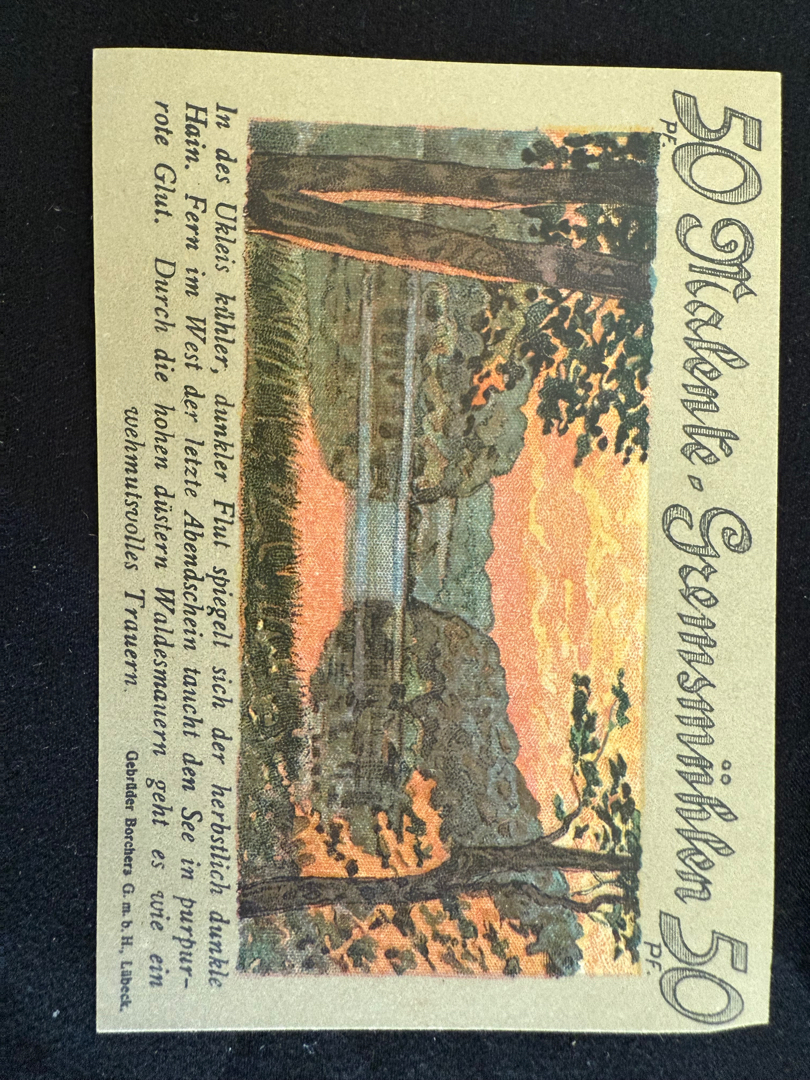 50 Malente-Gremsmühlen 50
Pf. Pf.
In des Ukleis kühler, dunkler Flut spiegelt sich der herbstlich dunkle
Hain. Fern im West der letzte Abendschein taucht den See in purpur-
rote Glut. Durch die hohen düstern Waldesmauern geht es wie ein
wehmutsvolles Trauern.
Gebrüder Borchers G. m. b. H., Lübeck.